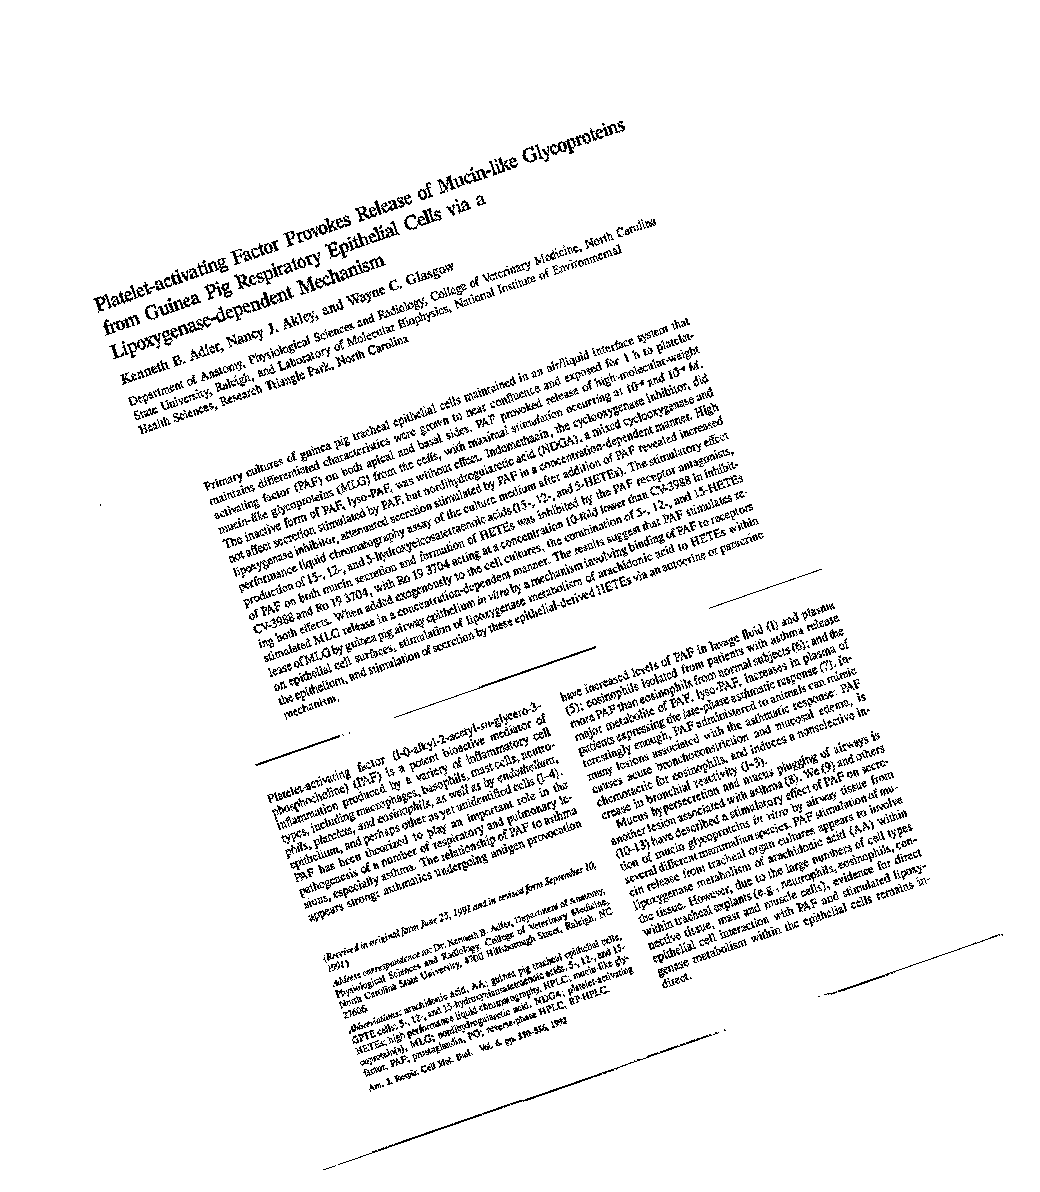 Platelet-activating Factor Provokes Release of Mucin-like Glycoproteins
from Guinea Pig Respiratory Epithelial Cells via a
Lipoxygenase-dependent Mechanism
Kenneth B. Adler, Nancy J. Akley, and Wayne C. Glasgow
Department of Anatomy, Physiological Sciences and Radiology, College of Veterinary Medicine, North Carolina
State University, Raleigh, and Laboratory of Molecular Biophysics, National Institute of Environmental
Health Sciences, Research Triangle Park, North Carolina
Primary cultures of guinea pig tracheal epithelial cells maintained in an air/liquid interface system that
maintains differentiated characteristics were grown to near confluence and exposed for 1 h to platelet-
activating factor (PAF) on both apical and basal sides. PAF provoked release of high-molecular-weight
mucin-like glycoproteins (MLG) from the cells, with maximal stimulation occurring at and M.
The inactive form of PAF, lyso-PAF, was without effect. Indomethacin, the cyclooxygenase inhibitor, did
not affect secretion stimulated by PAF, but nordihydroguiaretic acid (NDGA), a mixed cyclooxygenase and
lipoxygenase inhibitor, attenuated secretion stimulated by PAF in a concentration-dependent manner. High
performance liquid chromatography assay of the culture medium after addition of PAF revealed increased
production of 15-, 12-, and 5-hydroxyeicosatetraenoic acids (15-, 12-, and 5-HETEs). The stimulatory effect
of PAF on both mucin secretion and formation of HETEs was inhibited by the PAF receptor antagonists,
CV-3988 and Ro 19 3704, with Ro 19 3704 acting at a concentration 10-fold lower than CV-3988 in inhibit-
ing both effects. When added exogenously to the cell cultures, the combination of 5-, 12-, and 15-HETEs
stimulated MLG release in a concentration-dependent manner. The results suggest that PAF stimulates re-
lease of MLG by guinea pig airway epithelium in vitro by a mechanism involving binding of PAF to receptors
on epithelial cell surfaces, stimulation of lipoxygenase metabolism of arachidonic acid to HETEs within
the epithelium, and stimulation of secretion by these epithelial-derived HETEs via an autocrine or paracrine
mechanism.
Platelet-activating factor (1-0-alkyl-2-acetyl-sn-glycero-3-
phosphocholine) (PAF) is a potent bioactive mediator of
inflammation produced by a variety of inflammatory cell
types, including macrophages, basophils, mast cells, neutro-
phils, platelets, and eosinophils, as well as by endothelium,
epithelium, and perhaps other as yet unidentified cells (1-4).
PAF has been theorized to play an important role in the
pathogenesis of a number of respiratory and pulmonary le-
sions, especially asthma. The relationship of PAF to asthma
appears strong: asthmatics undergoing antigen provocation
(Received in original form June 25, 1991 and in revised form September 10,
1991)
Address correspondence to: Dr. Kenneth B. Adler, Department of Anatomy,
Physiological Sciences and Radiology, College of Veterinary Medicine,
North Carolina State University, 4700 Hillsborough Street, Raleigh, NC
27606.
Abbreviations: arachidonic acid, AA; guinea pig tracheal epithelial cells,
GPTE cells; 5-, 12-, and 15-hydroxyeicosatetraenoic acids, 5-, 12-, and 15-
HETEs; high performance liquid chromatography, HPLC; mucin-like gly-
coprotein(s), MLG; nordihydroguiaretic acid, NDGA; platelet-activating
factor, PAF; prostaglandin, PG; reverse-phase HPLC, RP-HPLC.
Am. J. Respir. Cell Mol. Biol. Vol. 6, pp. 550-556, 1992
have increased levels of PAF in lavage fluid (1) and plasma
(5); eosinophils isolated from patients with asthma release
more PAF than eosinophils from normal subjects (6); and the
major metabolite of PAF, lyso-PAF, increases in plasma of
patients expressing the late-phase asthmatic response (7). In-
terestingly enough, PAF administered to animals can mimic
many lesions associated with the asthmatic response: PAF
causes acute bronchoconstriction and mucosal edema, is
chemotactic for eosinophils, and induces a nonselective in-
crease in bronchial reactivity (1-3).
Mucus hypersecretion and mucus plugging of airways is
another lesion associated with asthma (8). We (9) and others
(10-13) have described a stimulatory effect of PAF on secre-
tion of mucin glycoproteins in vitro by airway tissue from
several different mammalian species. PAF stimulation of mu-
cin release from tracheal organ cultures appears to involve
lipoxygenase metabolism of arachidonic acid (AA) within
the tissue. However, due to the large numbers of cell types
within tracheal explants (e.g., neutrophils, eosinophils, con-
nective tissue, mast and muscle cells), evidence for direct
epithelial cell interaction with PAF and stimulated lipoxy-
genase metabolism within the epithelial cells remains in-
direct.